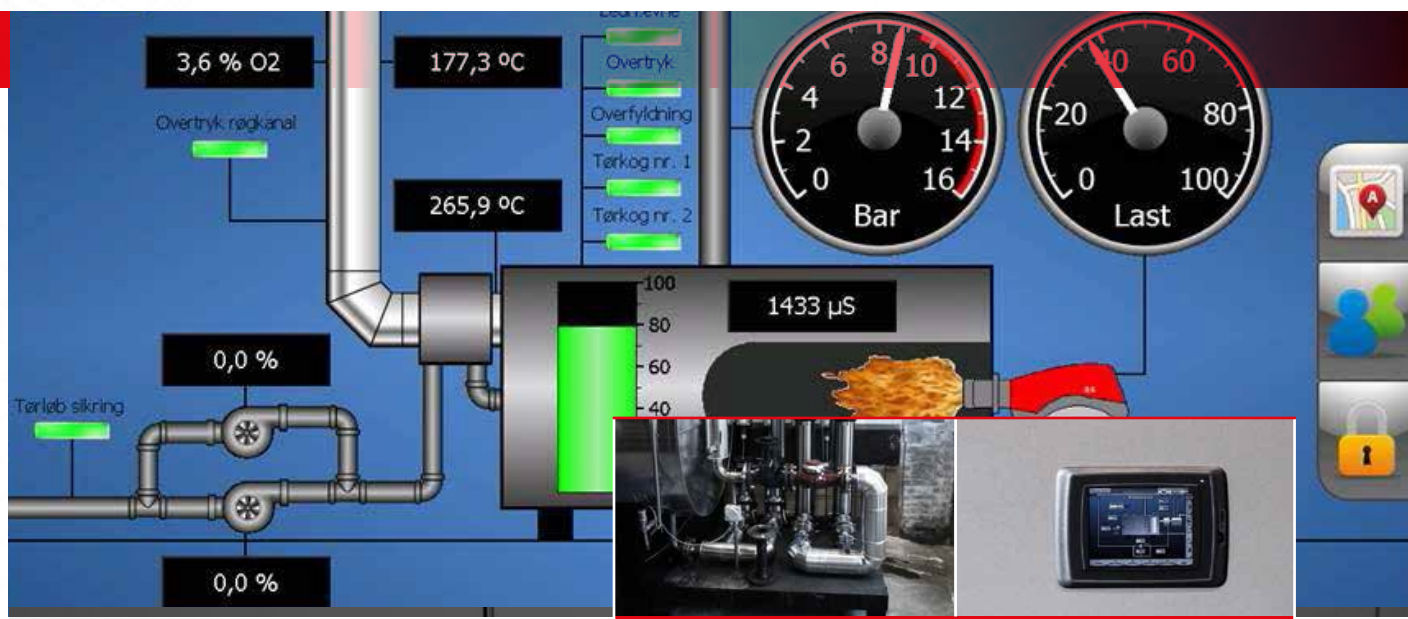 Ledn.evne
3,6 % O2
177,3 ºC
Overtryk
Overtryk røgkanal
Overfyldning
Tørkog nr. 1
265,9 ºC
Tørkog nr. 2
0
2
4
6
8
10
12
14
16
Bar
0
20
40
60
80
100
Last
A
100
80
60
40
1433 µS
0,0 %
Tørløb sikring
0,0 %